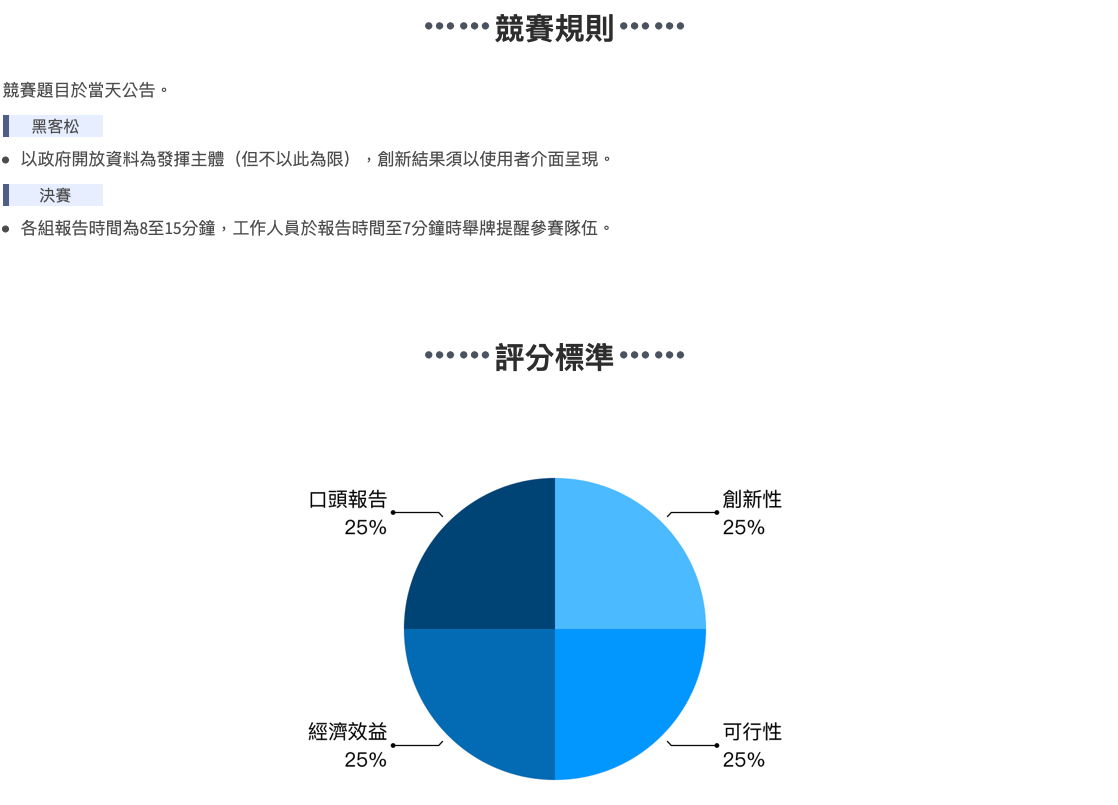 •••••• 競賽規則 ••••••
競賽題目於當天公告。
黑客松
• 以政府開放資料為發揮主體（但不以此為限），創新結果須以使用者介面呈現。
決賽
• 各組報告時間為8至15分鐘，工作人員於報告時間至7分鐘時舉牌提醒參賽隊伍。
•••••• 評分標準 ••••••
口頭報告
25%
創新性
25%
經濟效益
25%
可行性
25%